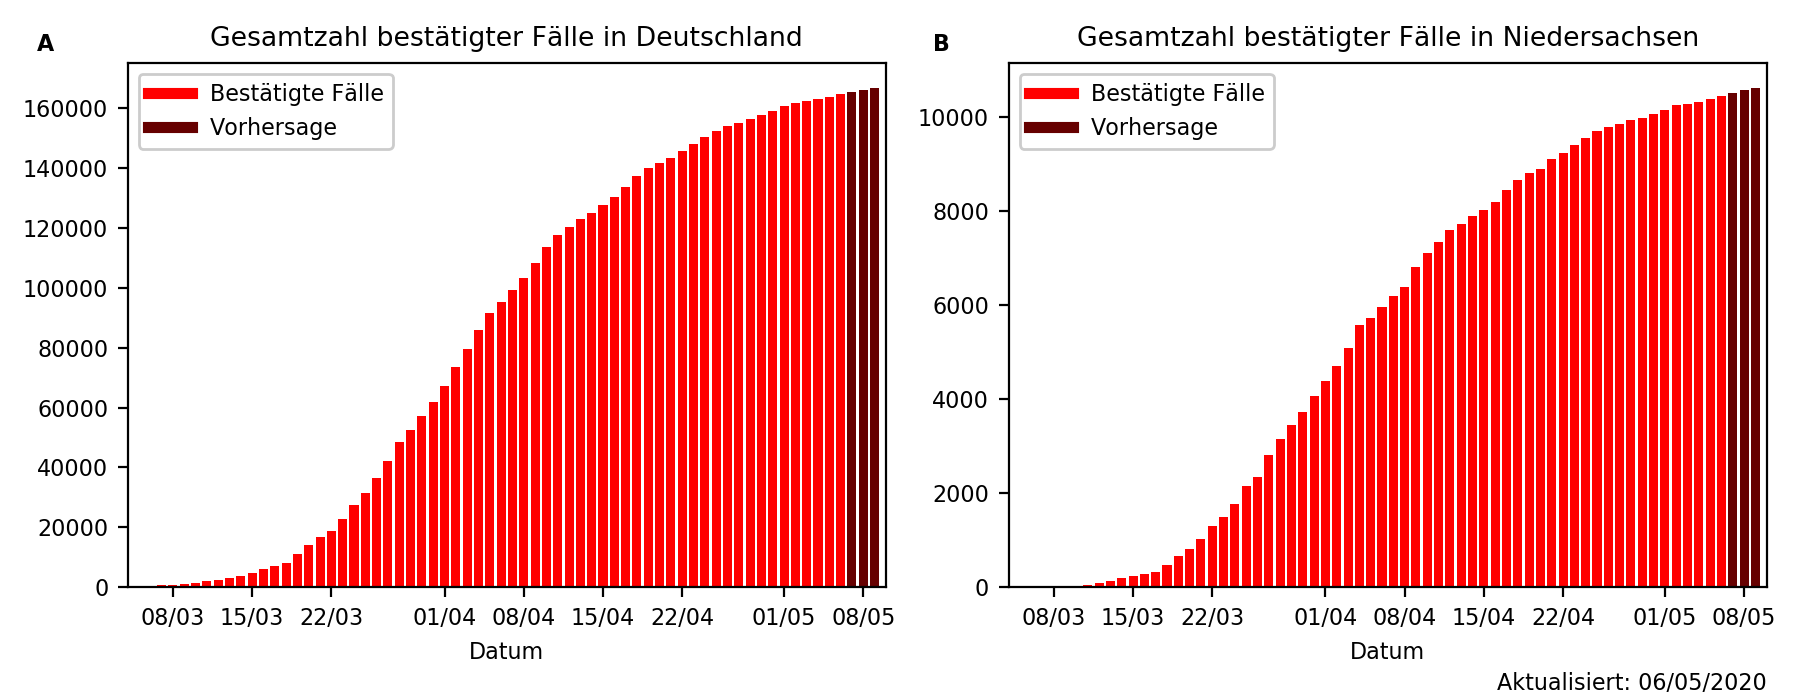 A
Gesamtzahl bestätigter Fälle in Deutschland
Bestätigte Fälle
Vorhersage
160000
140000
120000
100000
80000
60000
40000
20000
0
08/03 15/03 22/03 01/04 08/04 15/04 22/04 01/05 08/05
Datum
B
Gesamtzahl bestätigter Fälle in Niedersachsen
Bestätigte Fälle
Vorhersage
10000
8000
6000
4000
2000
0
08/03 15/03 22/03 01/04 08/04 15/04 22/04 01/05 08/05
Datum
Aktualisiert: 06/05/2020